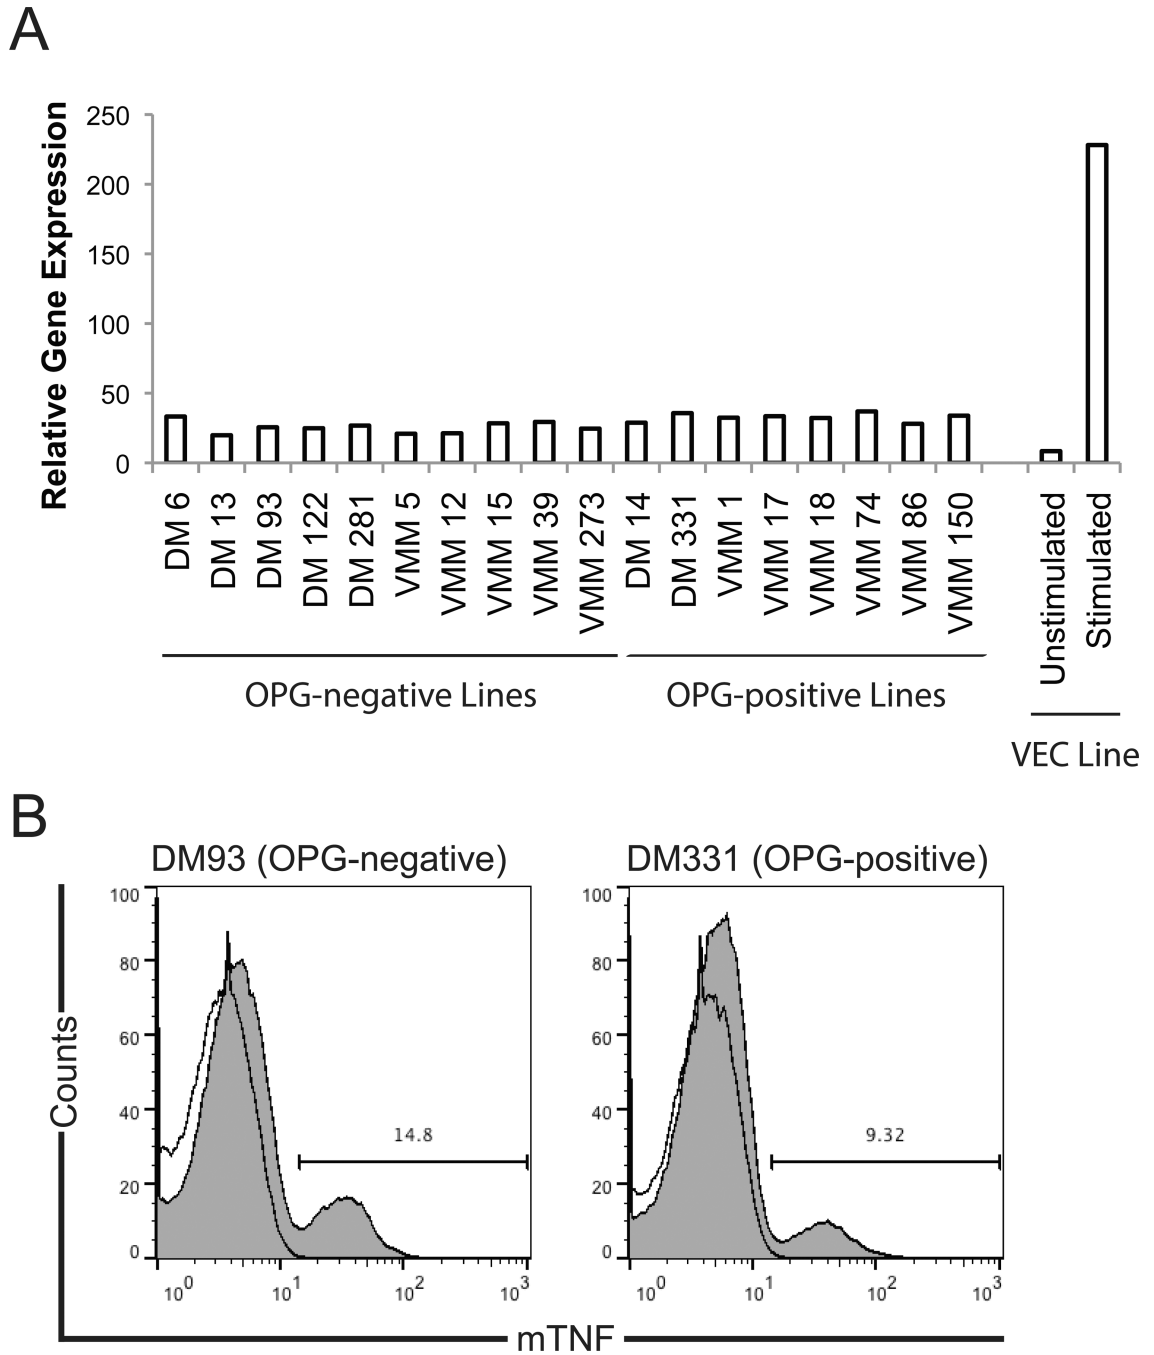 A
Relative Gene Expression
250
200
150
100
50
0
DM 6
DM 13
DM 93
DM 122
DM 281
VMM 5
VMM 12
VMM 15
VMM 39
VMM 273
DM 14
DM 331
VMM 1
VMM 17
VMM 18
VMM 74
VMM 86
VMM 150
Unstimulated
Stimulated
OPG-negative Lines
OPG-positive Lines
VEC Line
B
DM93 (OPG-negative)
DM331 (OPG-positive)
Counts
100
80
60
40
20
0
14.8
10^0
10^1
10^2
10^3
100
80
60
40
20
0
9.32
10^0
10^1
10^2
10^3
mTNF